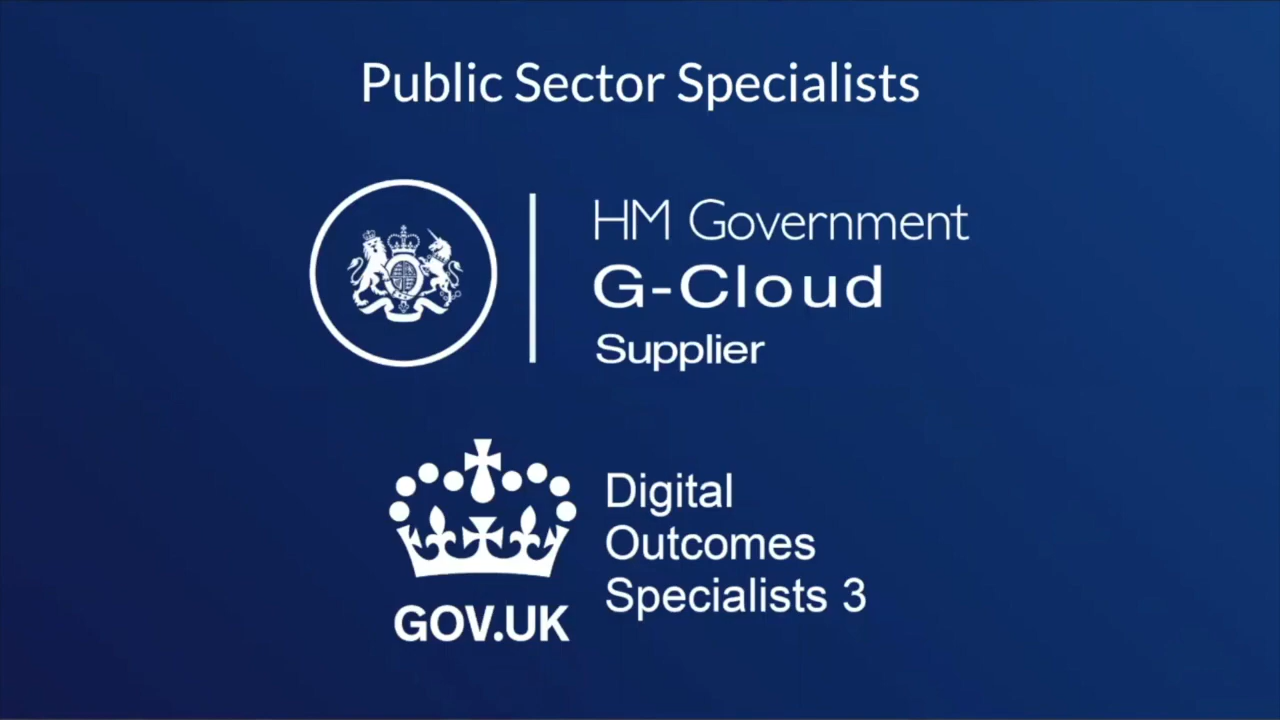 Public Sector Specialists
HM Government
G-Cloud
Supplier
GOV.UK
Digital
Outcomes
Specialists 3